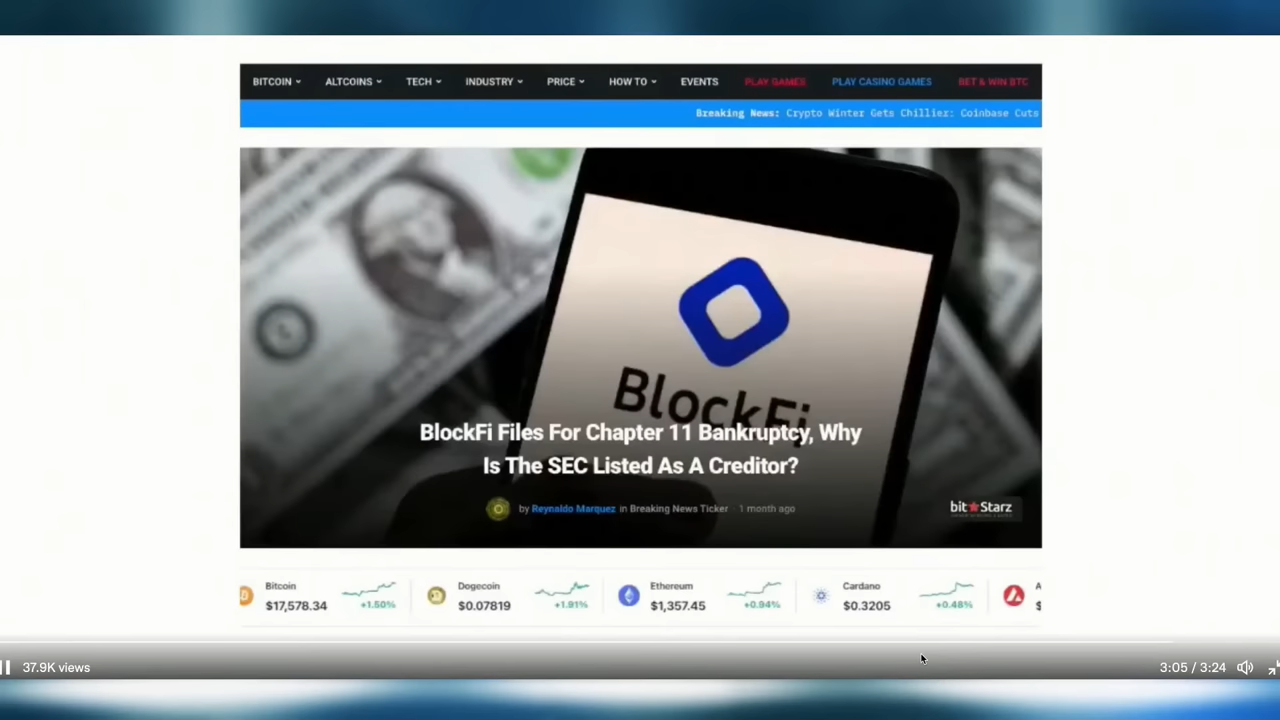 BITCOIN ALTCOINS TECH INDUSTRY PRICE HOW TO EVENTS PLAY GAMES PLAY CASINO GAMES BET & WIN BTC
Breaking News: Crypto Winter Gets Chillier: Coinbase Cuts
BlockFi
BlockFi Files For Chapter 11 Bankruptcy, Why
Is The SEC Listed As A Creditor?
by Reynaldo Marquez in Breaking News Ticker · 1 month ago
bit★Starz
Bitcoin Dogecoin Ethereum Cardano A
$17,578.34 +1.50% $0.07819 +1.91% $1,357.45 +0.94% $0.3205 +0.48% $
37.9K views 3:05 / 3:24